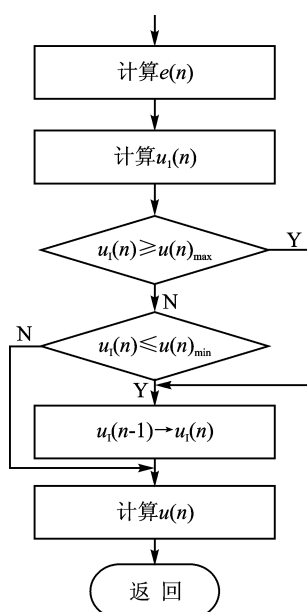 计算e(n)
计算u₁(n)
u₁(n)≥u(n)max
Y
N
N
u₁(n)≤u(n)min
Y
u₁(n-1)→u₁(n)
计算u(n)
返 回